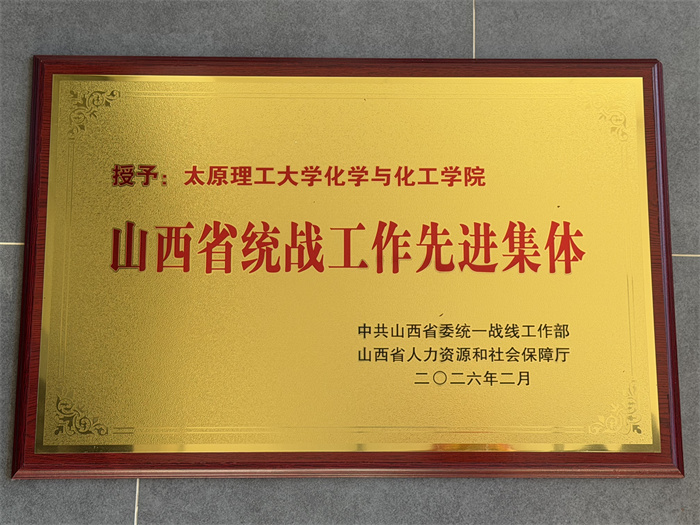 授予：太原理工大学化学与化工学院
山西省统战工作先进集体
中共山西省委统一战线工作部
山西省人力资源和社会保障厅
二〇二六年二月